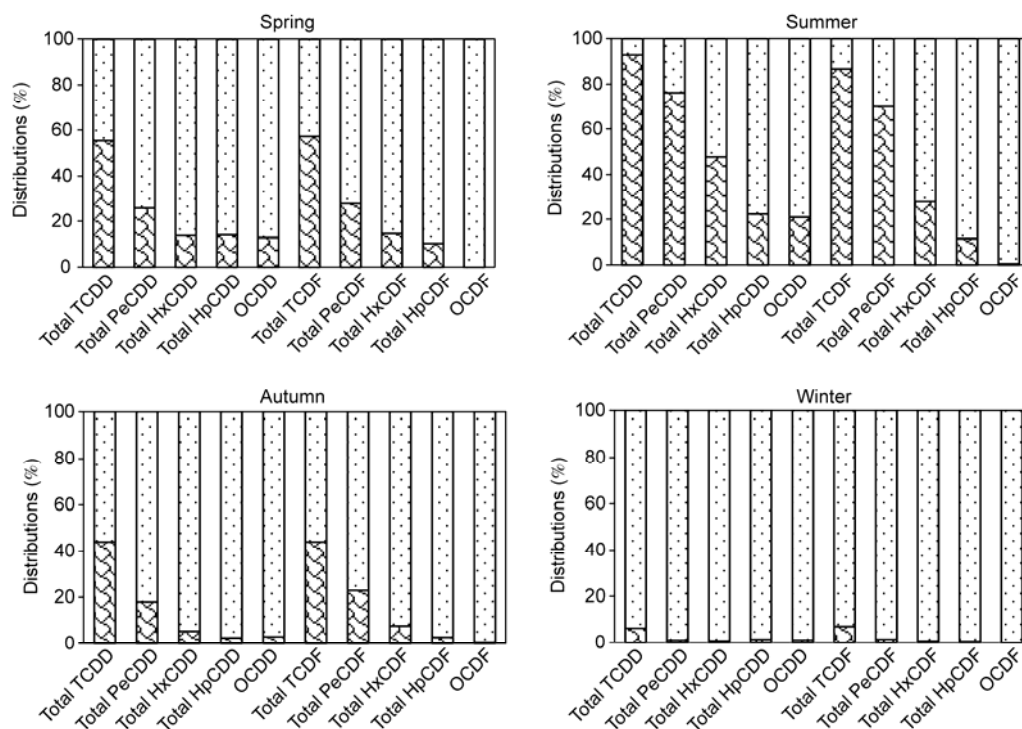 Spring
Distributions (%)
100
80
60
40
20
0
Total TCDD
Total PeCDD
Total HxCDD
Total HpCDD
OCDD
Total TCDF
Total PeCDF
Total HxCDF
Total HpCDF
OCDF
Summer
Distributions (%)
100
80
60
40
20
0
Total TCDD
Total PeCDD
Total HxCDD
Total HpCDD
OCDD
Total TCDF
Total PeCDF
Total HxCDF
Total HpCDF
OCDF
Autumn
Distributions (%)
100
80
60
40
20
0
Total TCDD
Total PeCDD
Total HxCDD
Total HpCDD
OCDD
Total TCDF
Total PeCDF
Total HxCDF
Total HpCDF
OCDF
Winter
Distributions (%)
100
80
60
40
20
0
Total TCDD
Total PeCDD
Total HxCDD
Total HpCDD
OCDD
Total TCDF
Total PeCDF
Total HxCDF
Total HpCDF
OCDF